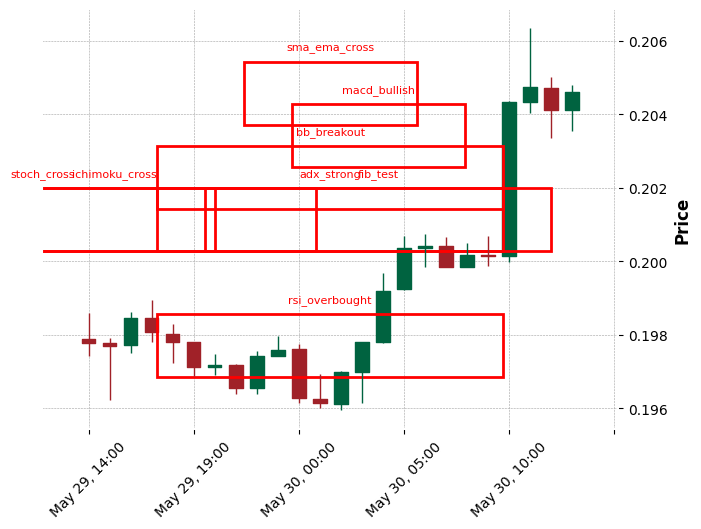 sma_ema_cross
macd_bullish
bb_breakout
stoch_cross
ichimoku_cross
adx_strong
fib_test
rsi_overbought
0.206
0.204
0.202
0.200
0.198
0.196
Price
May 29, 14:00
May 29, 19:00
May 30, 00:00
May 30, 05:00
May 30, 10:00